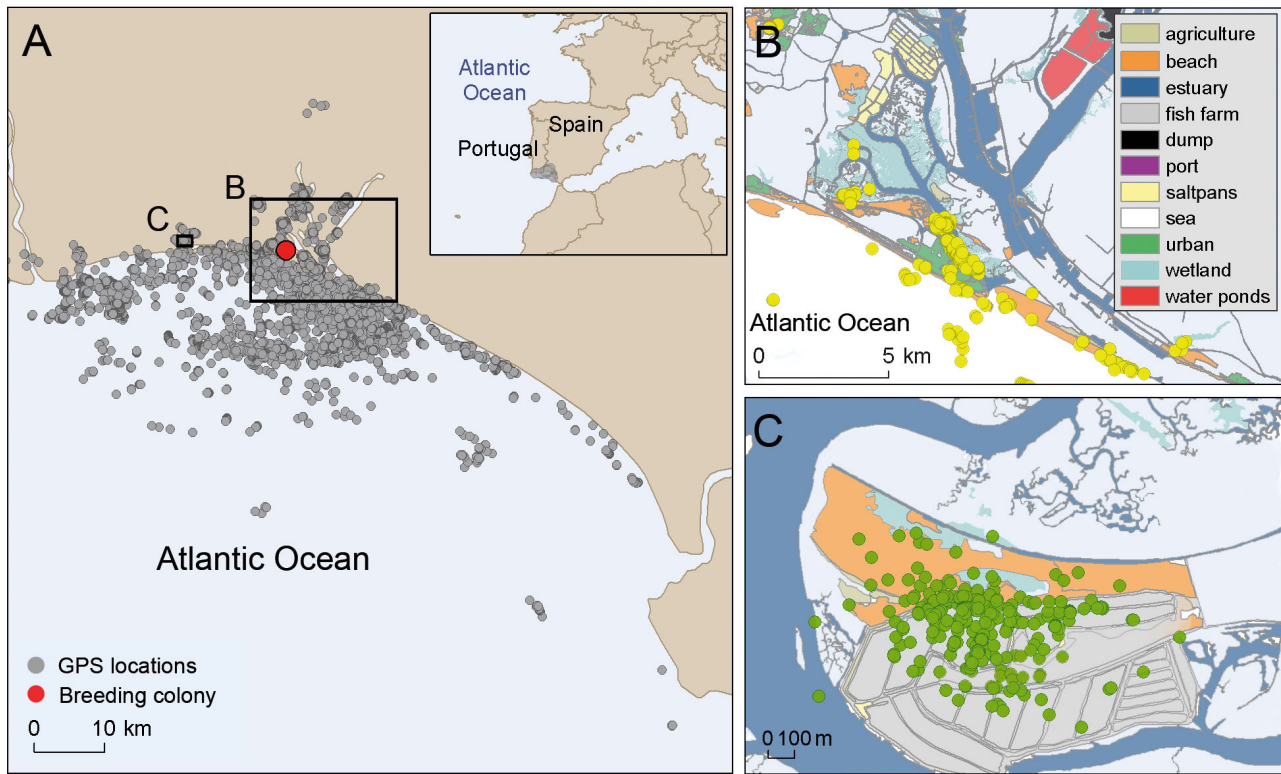 A
Atlantic
Ocean
Spain
Portugal
B
C
Atlantic Ocean
GPS locations
Breeding colony
0 10 km
B
agriculture
beach
estuary
fish farm
dump
port
saltpans
sea
urban
wetland
water ponds
Atlantic Ocean
0 5 km
C
0 100 m